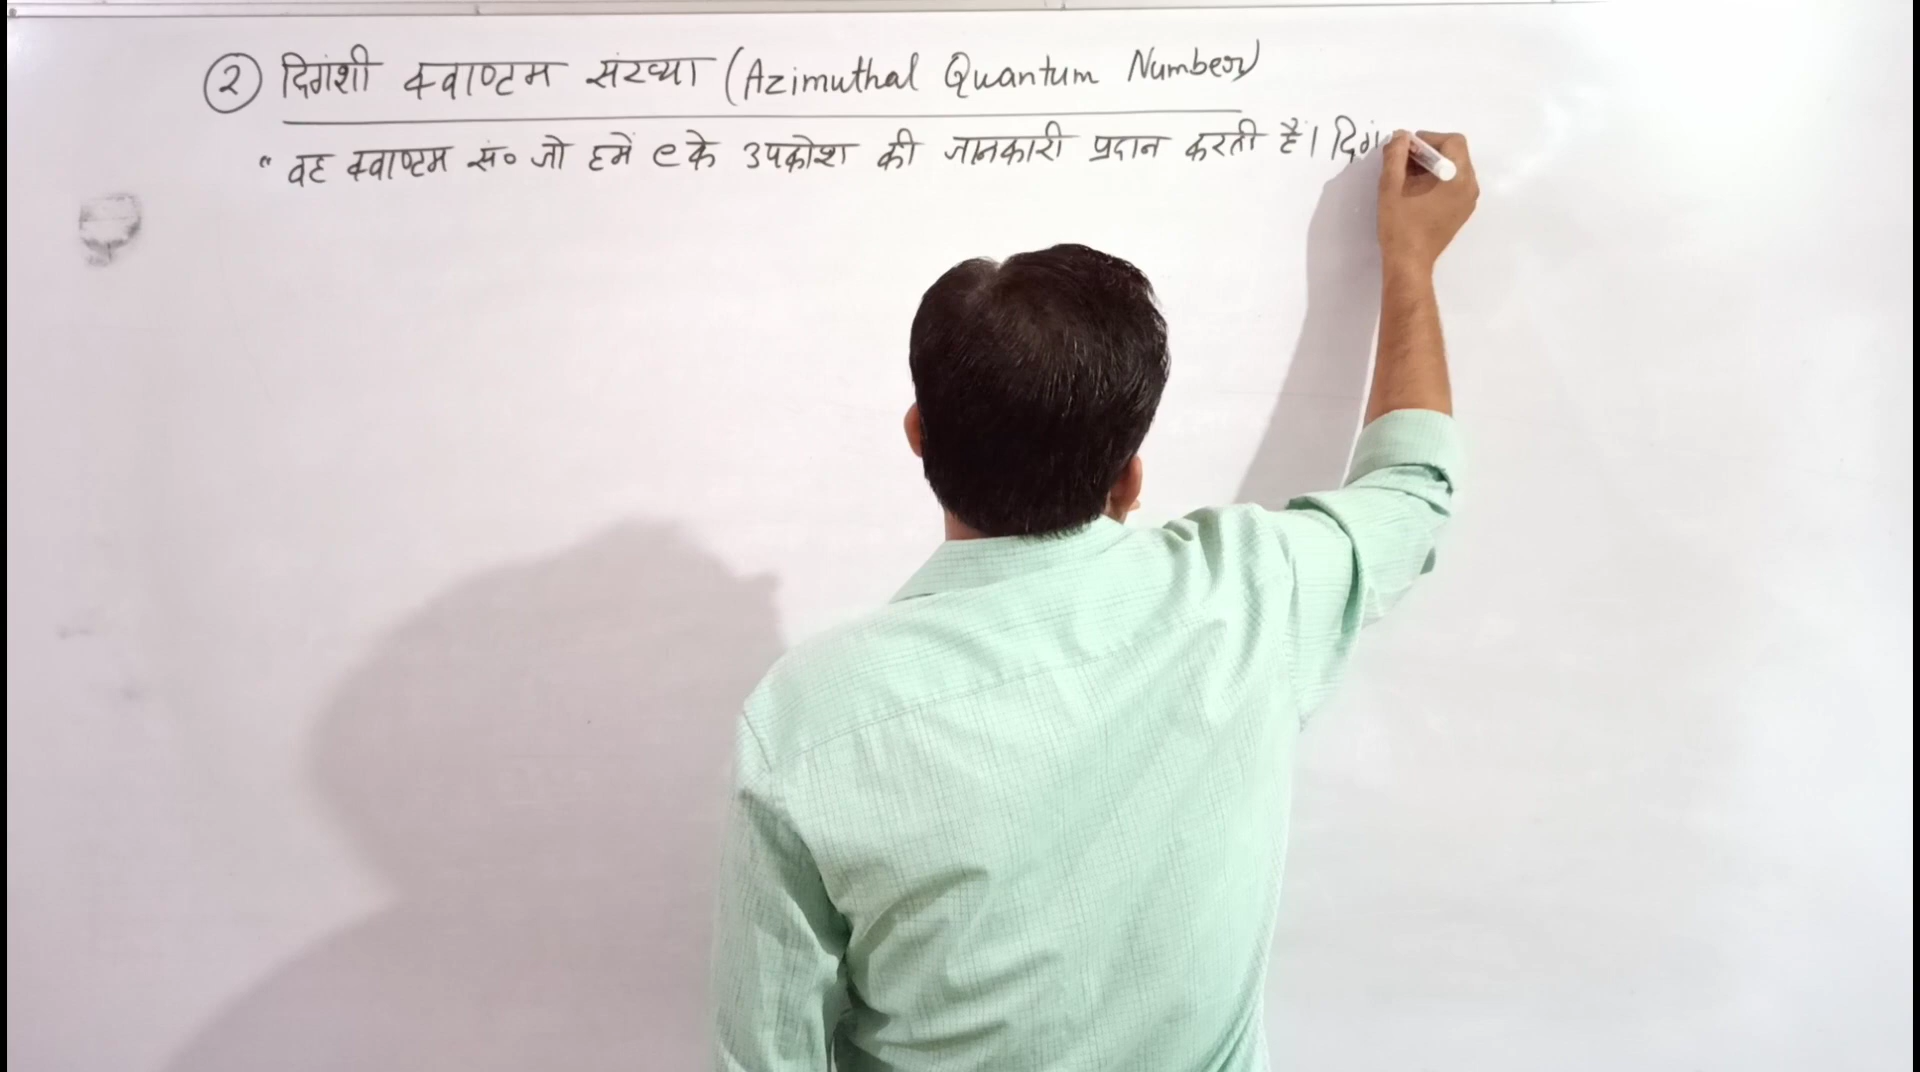 ② दिगंशी क्वाण्टम संख्या (Azimuthal Quantum Number)
" वह क्वाण्टम सं० जो हमें e के उपकोश की जानकारी प्रदान करती है।